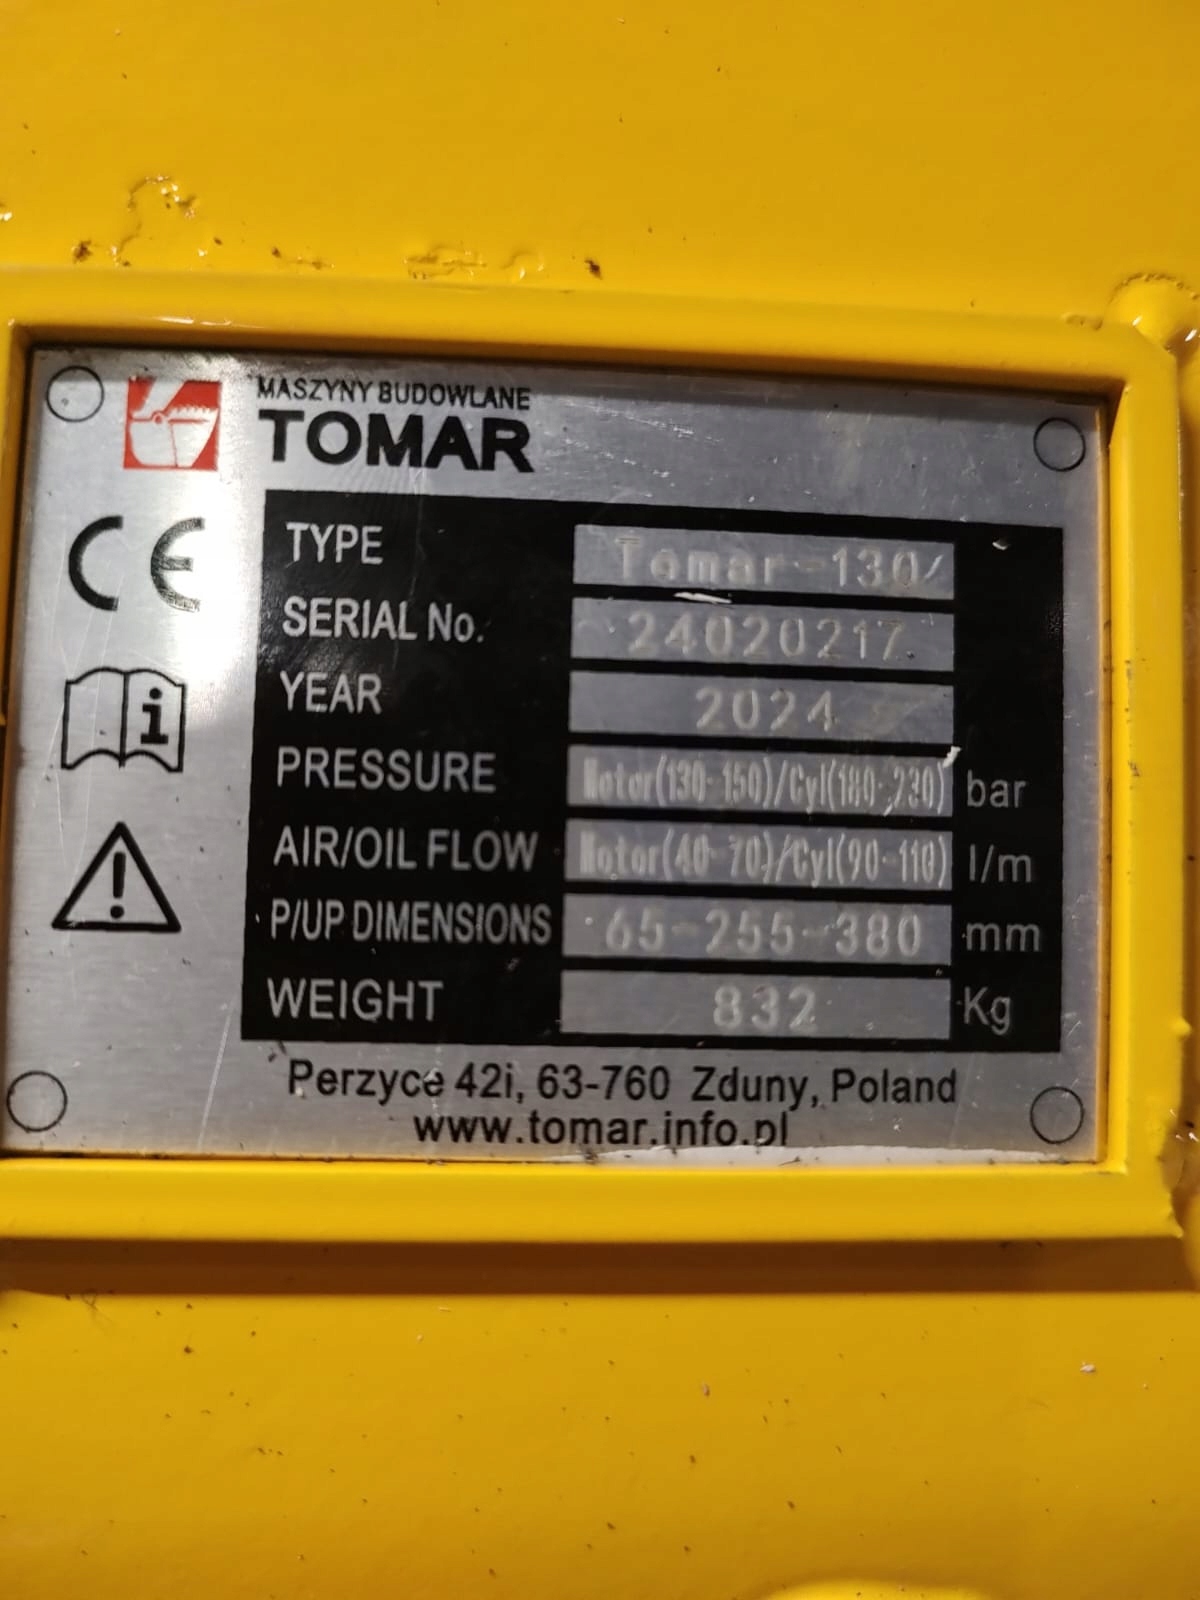 MASZYNY BUDOWLANE
TOMAR
CE
TYPE Tomar-130/
SERIAL No. 24020217
YEAR 2024
PRESSURE Motor(130-150)/Cyl(180-230) bar
AIR/OIL FLOW Motor(40-70)/Cyl(90-110) l/m
P/UP DIMENSIONS 65-255-380 mm
WEIGHT 832 Kg
Perzyce 42i, 63-760 Zduny, Poland
www.tomar.info.pl